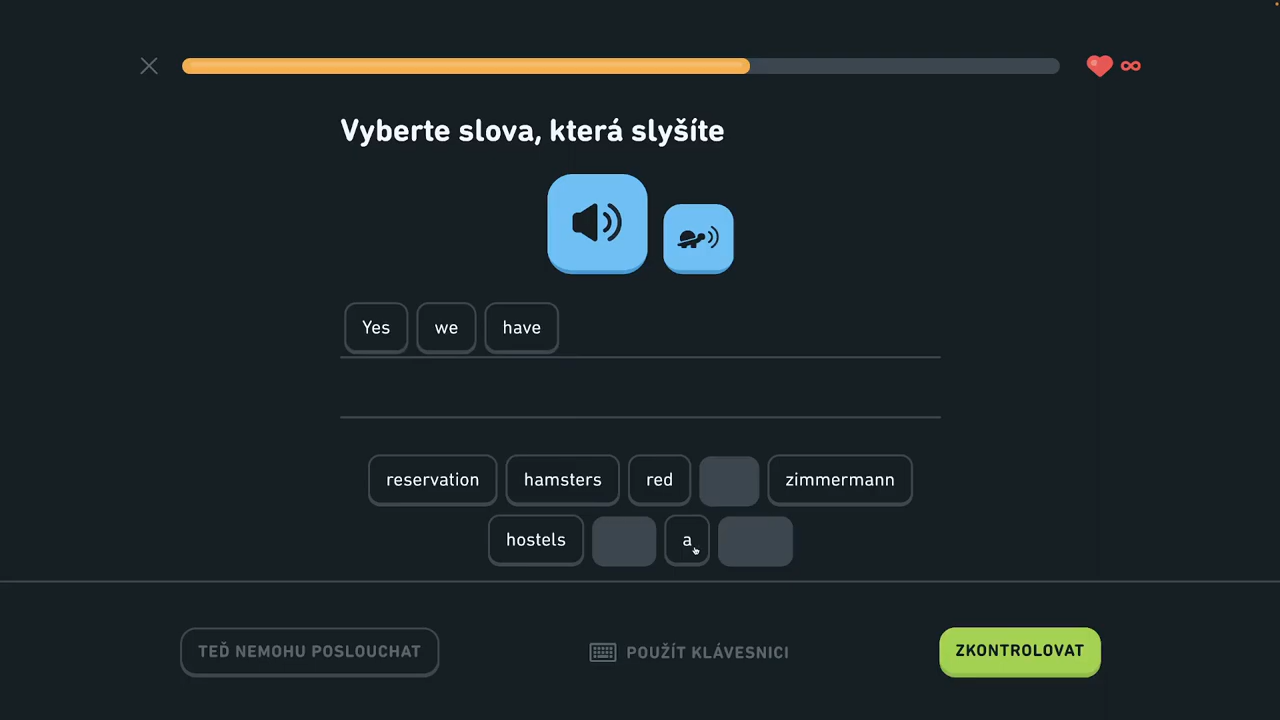 Vyberte slova, která slyšíte
Yes we have
reservation hamsters red zimmermann
hostels a
TEĎ NEMOHU POSLOUCHAT POUŽÍT KLÁVESNICI ZKONTROLOVAT